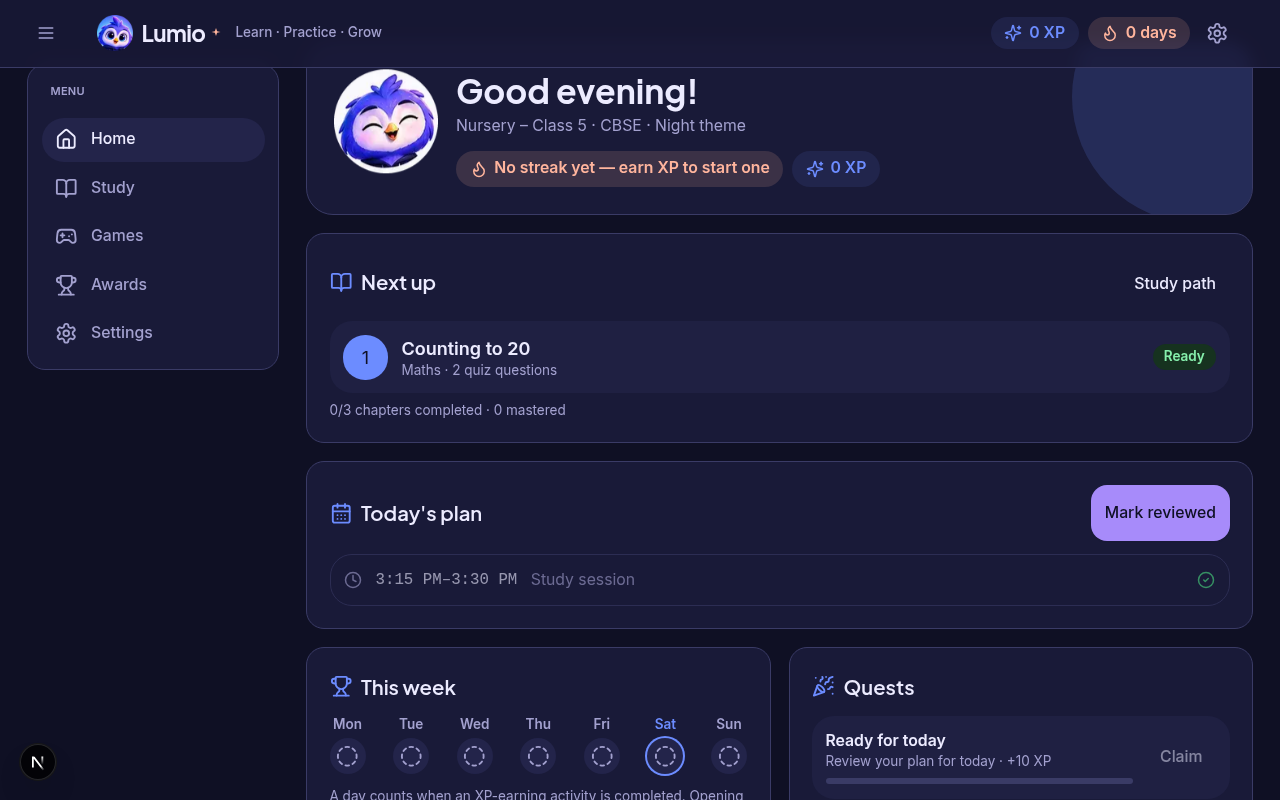 Lumio
Learn · Practice · Grow
0 XP
0 days
MENU
Home
Study
Games
Awards
Settings
Good evening!
Nursery – Class 5 · CBSE · Night theme
No streak yet — earn XP to start one
0 XP
Next up
Study path
1
Counting to 20
Maths · 2 quiz questions
Ready
0/3 chapters completed · 0 mastered
Today's plan
Mark reviewed
3:15 PM–3:30 PM Study session
This week
Mon Tue Wed Thu Fri Sat Sun
A day counts when an XP-earning activity is completed. Opening
Quests
Ready for today
Review your plan for today · +10 XP
Claim
N